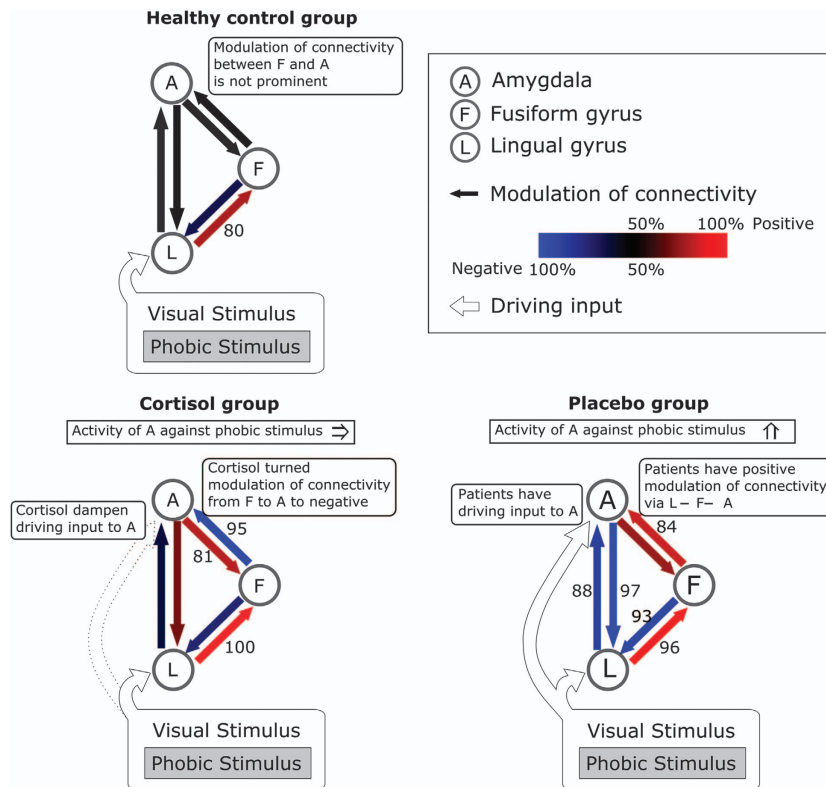 Healthy control group
Modulation of connectivity
between F and A
is not prominent
A
F
L
80
Visual Stimulus
Phobic Stimulus
A Amygdala
F Fusiform gyrus
L Lingual gyrus
Modulation of connectivity
50% 100% Positive
Negative 100% 50%
Driving input
Cortisol group
Activity of A against phobic stimulus ⇒
Cortisol turned
modulation of connectivity
from F to A to negative
Cortisol dampen
driving input to A
A
95
81
F
L
100
Visual Stimulus
Phobic Stimulus
Placebo group
Activity of A against phobic stimulus ⇑
Patients have positive
modulation of connectivity
via L – F – A
Patients have
driving input to A
A
84
F
88
97
93
96
L
Visual Stimulus
Phobic Stimulus